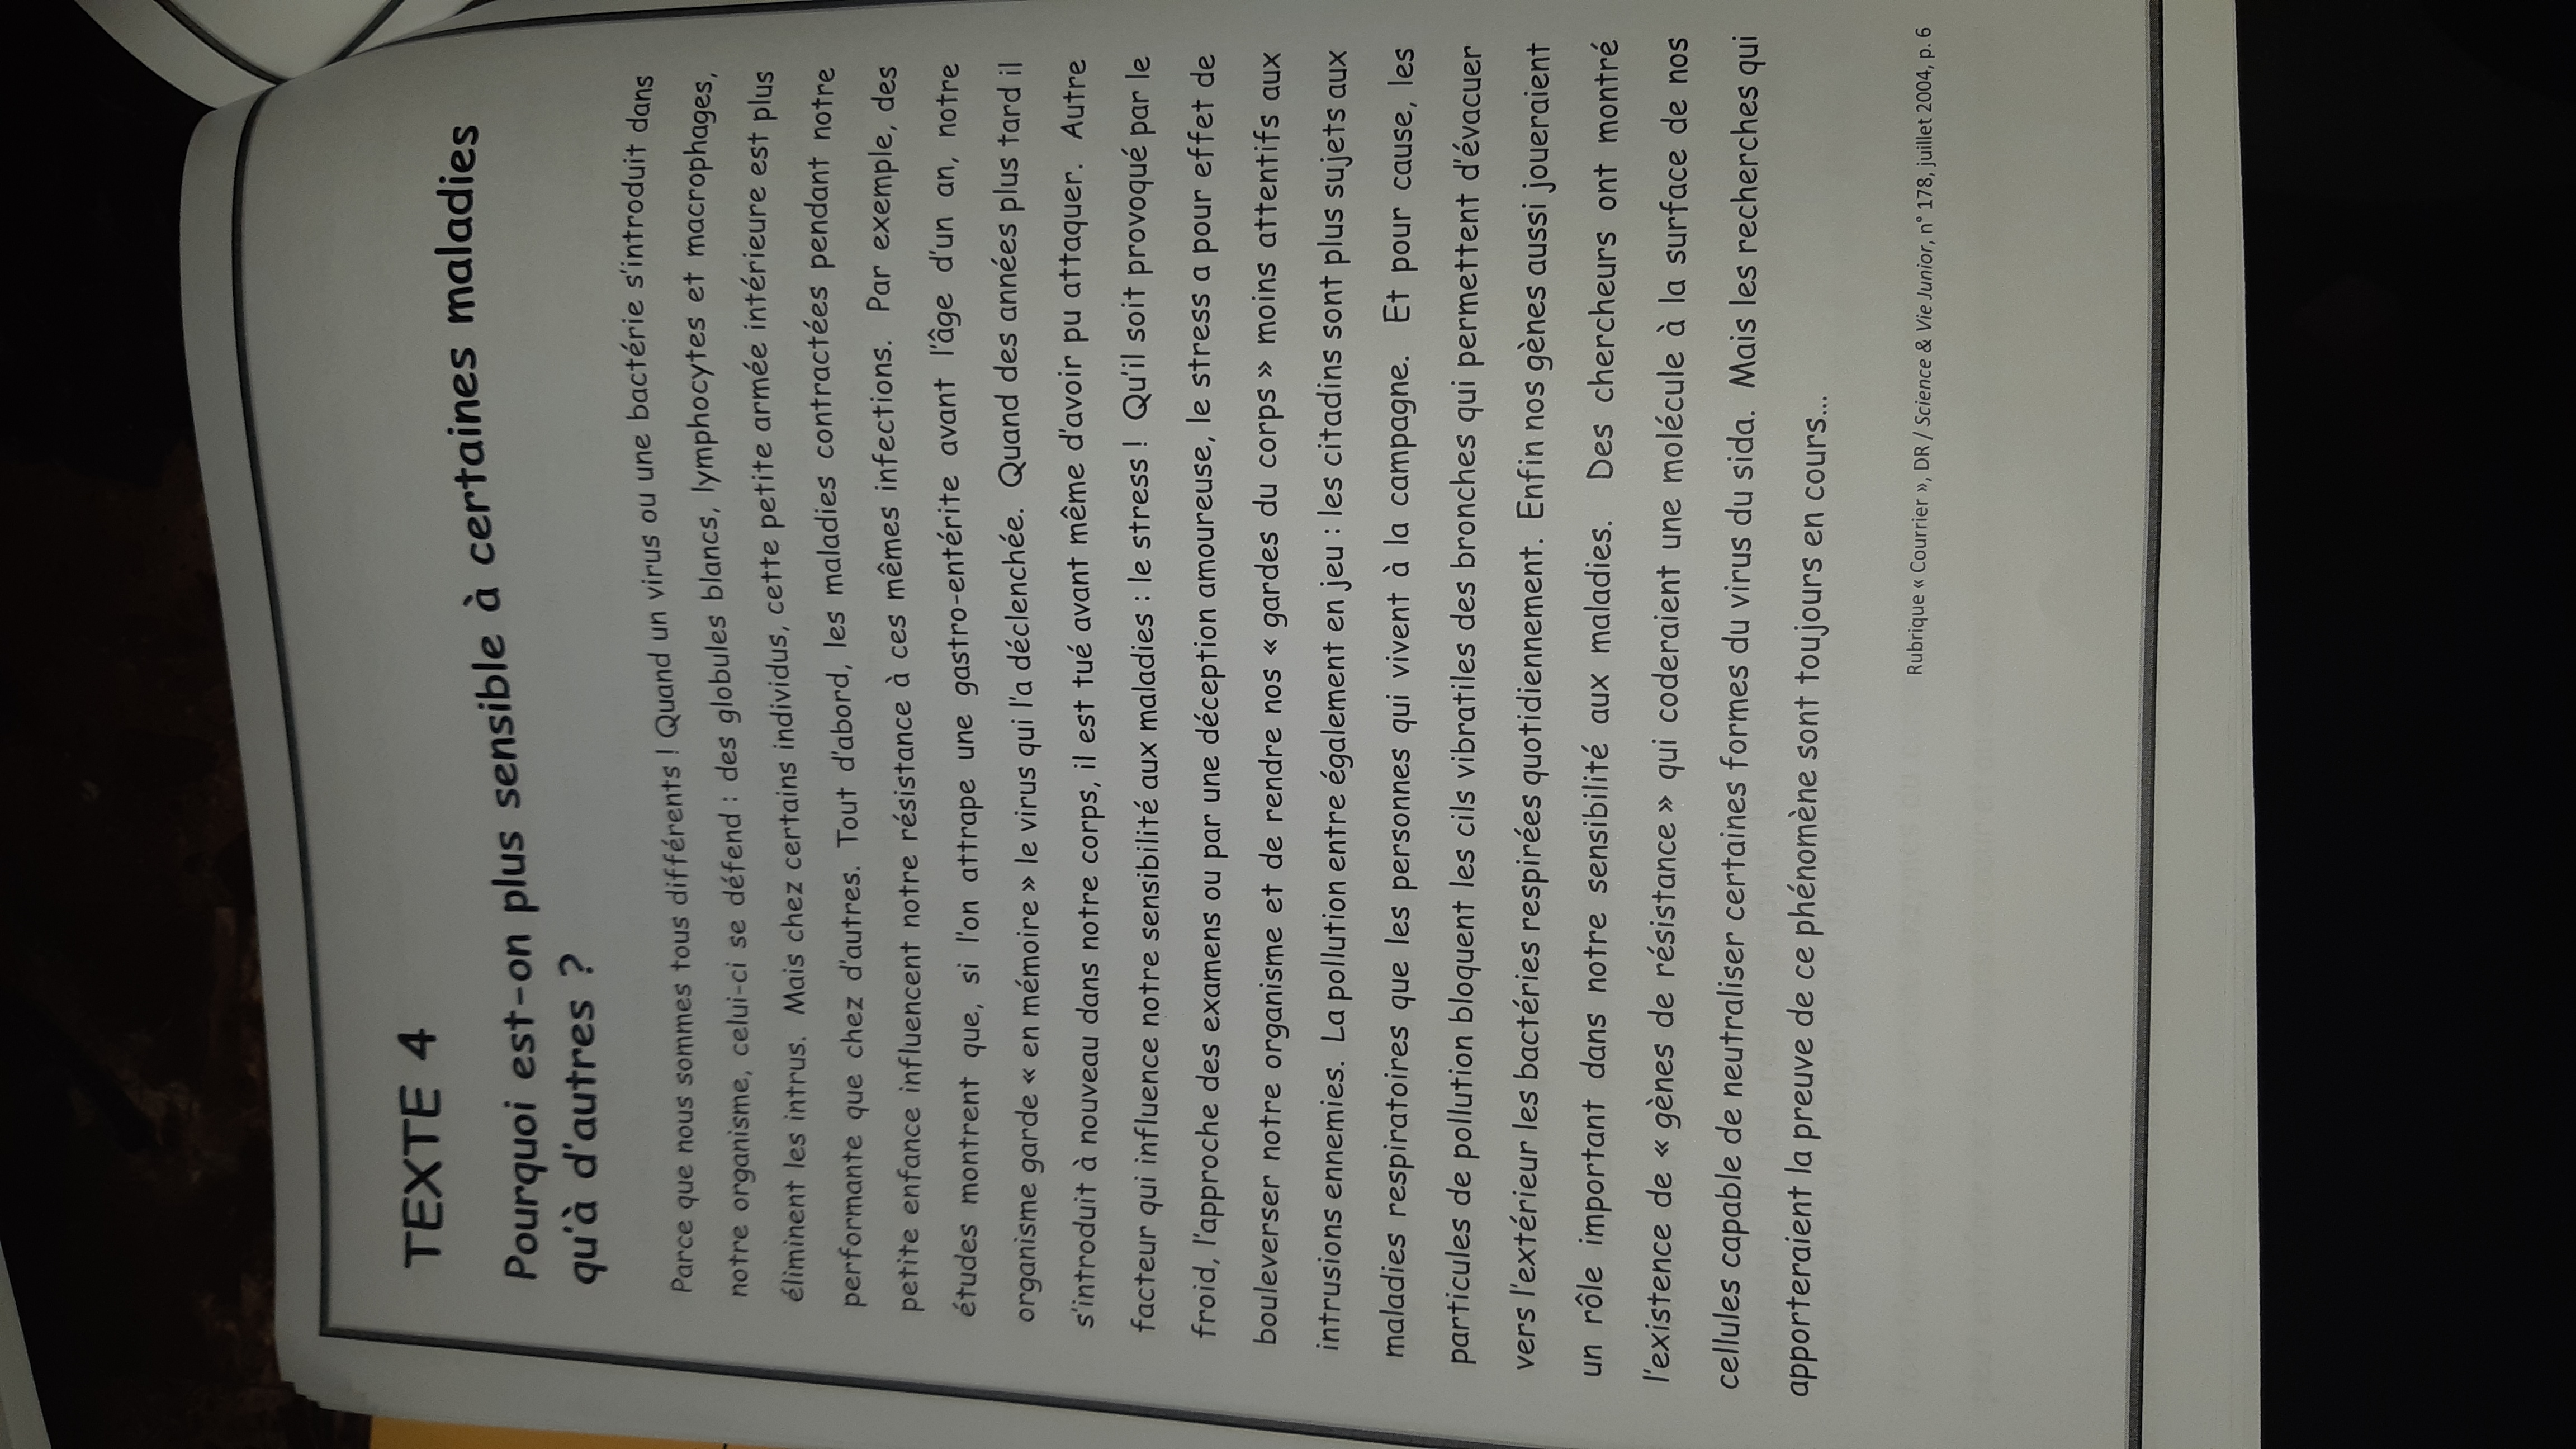 TEXTE 4
Pourquoi est-on plus sensible à certaines maladies
qu'à d'autres ?
Parce que nous sommes tous différents ! Quand un virus ou une bactérie s'introduit dans
notre organisme, celui-ci se défend : des globules blancs, lymphocytes et macrophages,
éliminent les intrus. Mais chez certains individus, cette petite armée intérieure est plus
performante que chez d'autres. Tout d'abord, les maladies contractées pendant notre
petite enfance influencent notre résistance à ces mêmes infections. Par exemple, des
études montrent que, si l'on attrape une gastro-entérite avant l'âge d'un an, notre
organisme garde « en mémoire » le virus qui l'a déclenchée. Quand des années plus tard il
s'introduit à nouveau dans notre corps, il est tué avant même d'avoir pu attaquer. Autre
facteur qui influence notre sensibilité aux maladies : le stress ! Qu'il soit provoqué par le
froid, l'approche des examens ou par une déception amoureuse, le stress a pour effet de
bouleverser notre organisme et de rendre nos « gardes du corps » moins attentifs aux
intrusions ennemies. La pollution entre également en jeu : les citadins sont plus sujets aux
maladies respiratoires que les personnes qui vivent à la campagne. Et pour cause, les
particules de pollution bloquent les cils vibratiles des bronches qui permettent d'évacuer
vers l'extérieur les bactéries respirées quotidiennement. Enfin nos gènes aussi joueraient
un rôle important dans notre sensibilité aux maladies. Des chercheurs ont montré
l'existence de « gènes de résistance » qui coderaient une molécule à la surface de nos
cellules capable de neutraliser certaines formes du virus du sida. Mais les recherches qui
apporteraient la preuve de ce phénomène sont toujours en cours...
Rubrique « Courrier », DR / Science & Vie Junior, n° 178, juillet 2004, p. 6